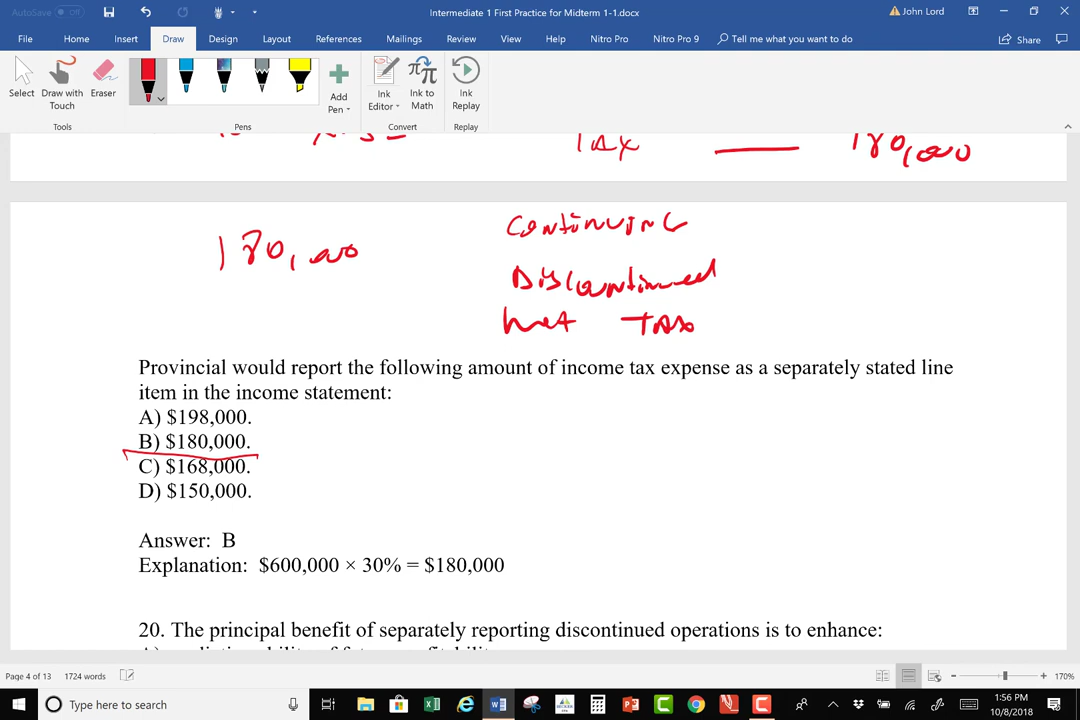 AutoSave Off
Intermediate 1 First Practice for Midterm 1-1.docx
John Lord
File Home Insert Draw Design Layout References Mailings Review View Help Nitro Pro Nitro Pro 9 Tell me what you want to do Share
Select
Draw with Touch
Eraser
Add Pen
Ink Editor
Ink to Math
Ink Replay
Tools Pens Convert Replay
TAX 180,000
180,000
Continuing
Discontinued
net TAX
Provincial would report the following amount of income tax expense as a separately stated line
item in the income statement:
A) $198,000.
B) $180,000.
C) $168,000.
D) $150,000.
Answer: B
Explanation: $600,000 × 30% = $180,000
20. The principal benefit of separately reporting discontinued operations is to enhance:
Page 4 of 13 1724 words 170%
Type here to search
1:56 PM
10/8/2018